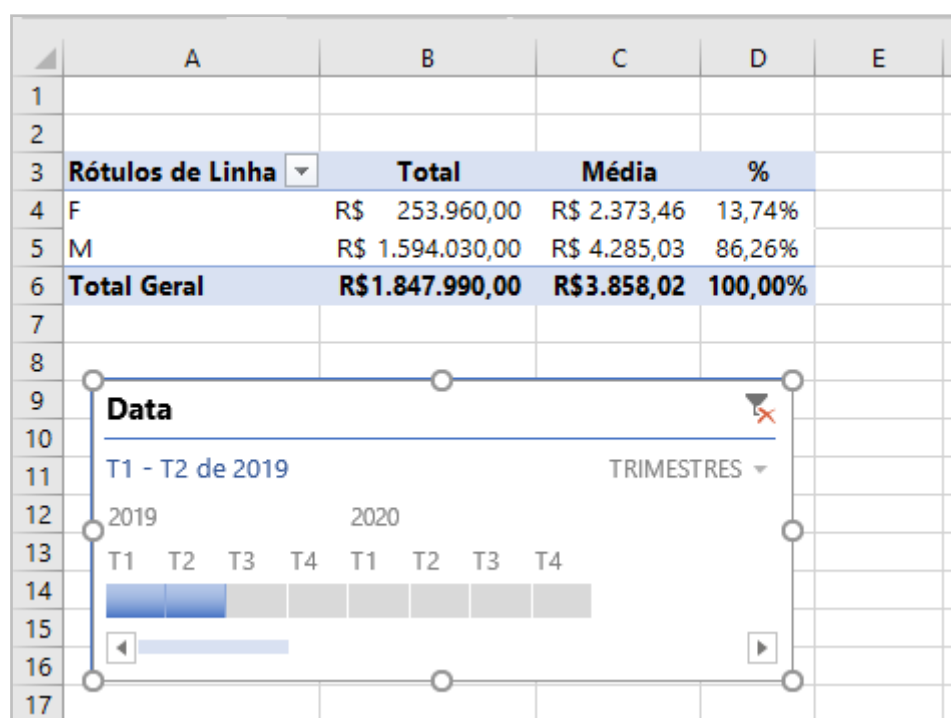 A B C D E
1
2
3 Rótulos de Linha Total Média %
4 F R$ 253.960,00 R$ 2.373,46 13,74%
5 M R$ 1.594.030,00 R$ 4.285,03 86,26%
6 Total Geral R$1.847.990,00 R$3.858,02 100,00%
7
8
9 Data
10
11 T1 - T2 de 2019 TRIMESTRES
12 2019 2020
13 T1 T2 T3 T4 T1 T2 T3 T4
14
15
16
17